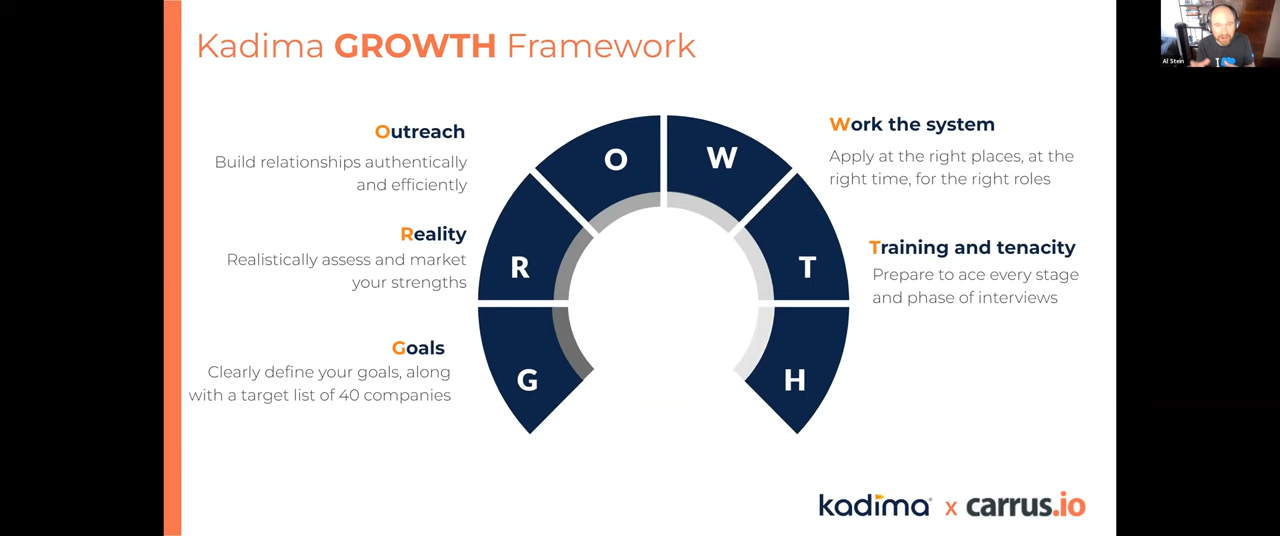 Kadima GROWTH Framework
Al Stein
Outreach
Build relationships authentically
and efficiently
Reality
Realistically assess and market
your strengths
Goals
Clearly define your goals, along
with a target list of 40 companies
G
R
O
W
T
H
Work the system
Apply at the right places, at the
right time, for the right roles
Training and tenacity
Prepare to ace every stage
and phase of interviews
kadima® x carrus.io